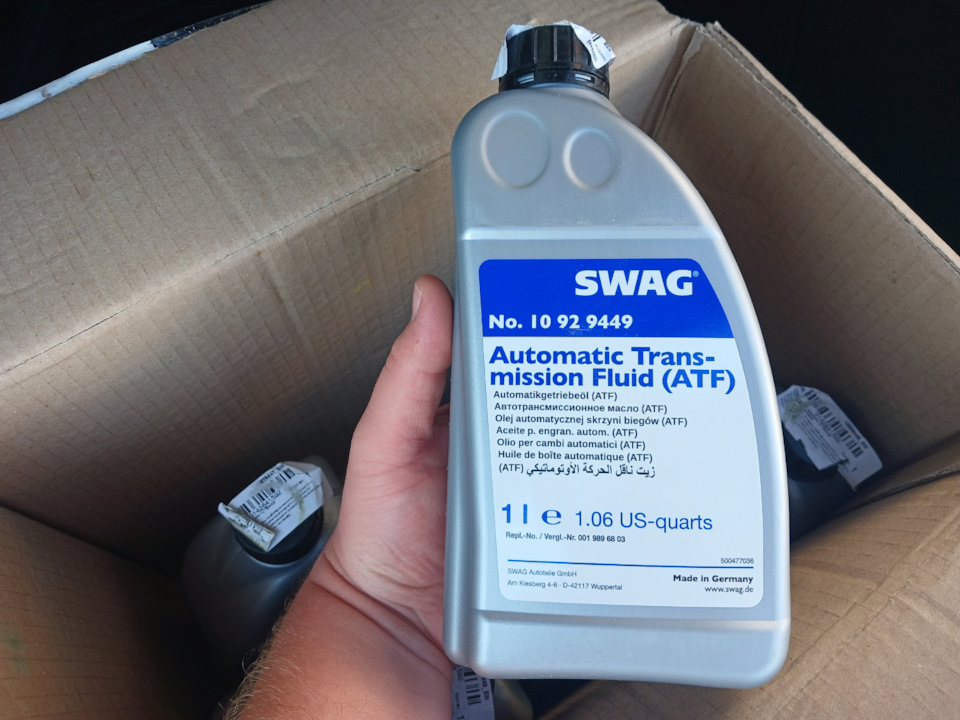 SWAG®
No. 10 92 9449
Automatic Trans-
mission Fluid (ATF)
Automatikgetriebeöl (ATF)
Автотрансмиссионное масло (ATF)
Olej automatycznej skrzyni biegów (ATF)
Aceite p. engran. autom. (ATF)
Olio per cambi automatici (ATF)
Huile de boîte automatique (ATF)
زيت ناقل الحركة الأوتوماتيكي (ATF)
1 l e 1.06 US-quarts
Repl.-No. / Vergl.-Nr. 001 989 68 03
500477036
SWAG Autoteile GmbH
Am Kiesberg 4-6 · D-42117 Wuppertal
Made in Germany
www.swag.de